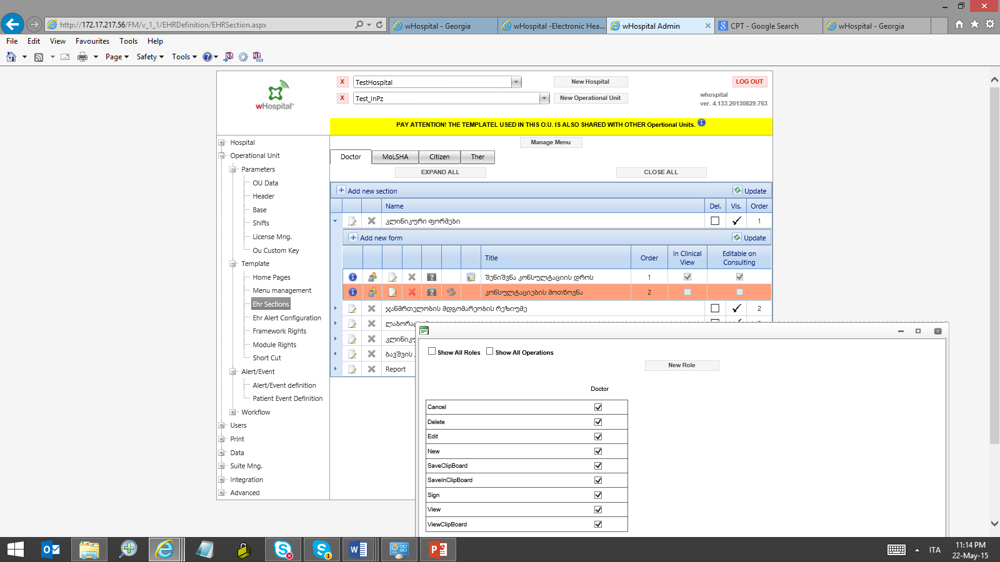 http://172.17.217.56/FM/v_1_1/EHRDefinition/EHRSection.aspx
wHospital - Georgia
wHospital -Electronic Hea...
wHospital Admin
CPT - Google Search
wHospital - Georgia
File Edit View Favourites Tools Help
Page Safety Tools
wHospital
X TestHospital New Hospital LOG OUT
X Test_InPz New Operational Unit
whospital
ver. 4.133.20130829.763
PAY ATTENTION! THE TEMPLATEL USED IN THIS O.U. IS ALSO SHARED WITH OTHER Opertional Units.
Hospital
Operational Unit
Parameters
OU Data
Header
Base
Shifts
License Mng.
Ou Custom Key
Template
Home Pages
Menu management
Ehr Sections
Ehr Alert Configuration
Framework Rights
Module Rights
Short Cut
Alert/Event
Alert/Event definition
Patient Event Definition
Workflow
Users
Print
Data
Suite Mng.
Integration
Advanced
Manage Menu
Doctor MoLSHA Citizen Ther
EXPAND ALL CLOSE ALL
Add new section Update
Name Del. Vis. Order
კლინიკური ფორმები 1
Add new form Update
Title Order In Clinical View Editable on Consulting
შენიშვნა კონსულტაციის დროს 1
კონსულტაციების მოთხოვნა 2
ჯანმრთელობის მდგომარეობის რეზიუმე 2
ბავშვის
Report
Show All Roles Show All Operations
New Role
Doctor
Cancel
Delete
Edit
New
SaveClipBoard
SaveInClipBoard
Sign
View
ViewClipBoard
ITA
11:14 PM
22-May-15